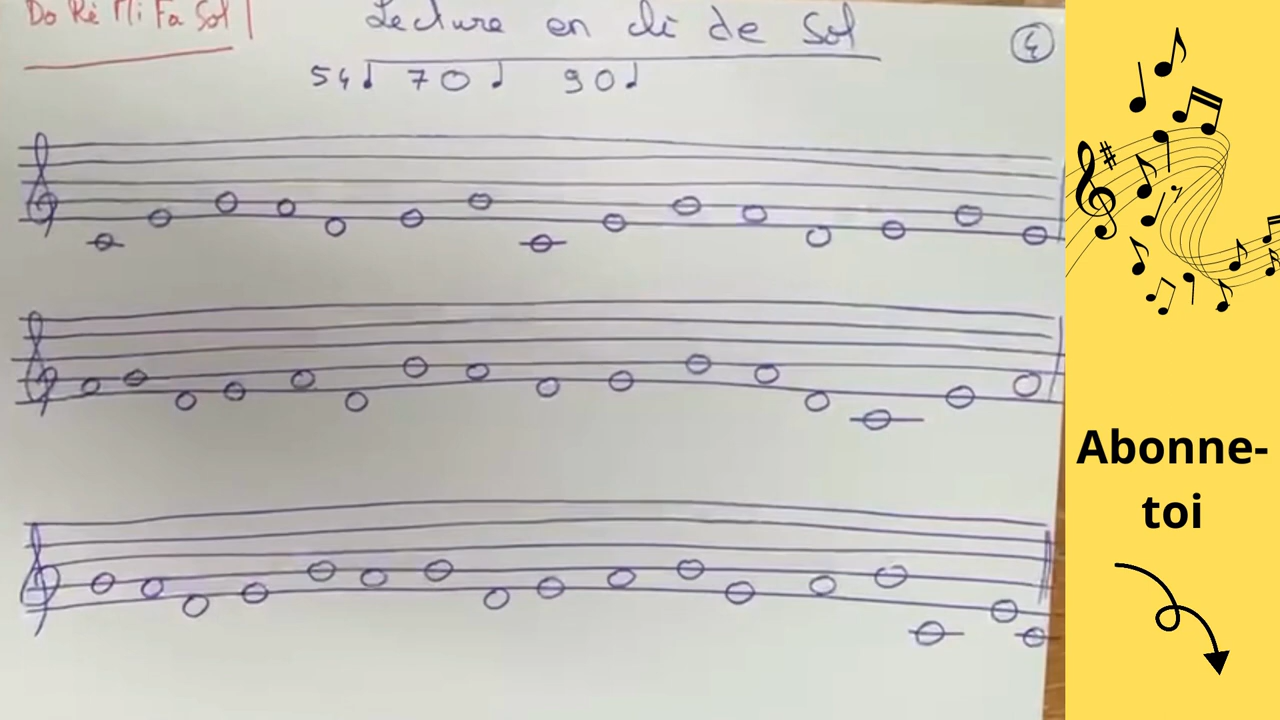 Do Ré Mi Fa Sol
Lecture en clé de Sol
4
54♩ 70♩ 90♩
Abonne-
toi